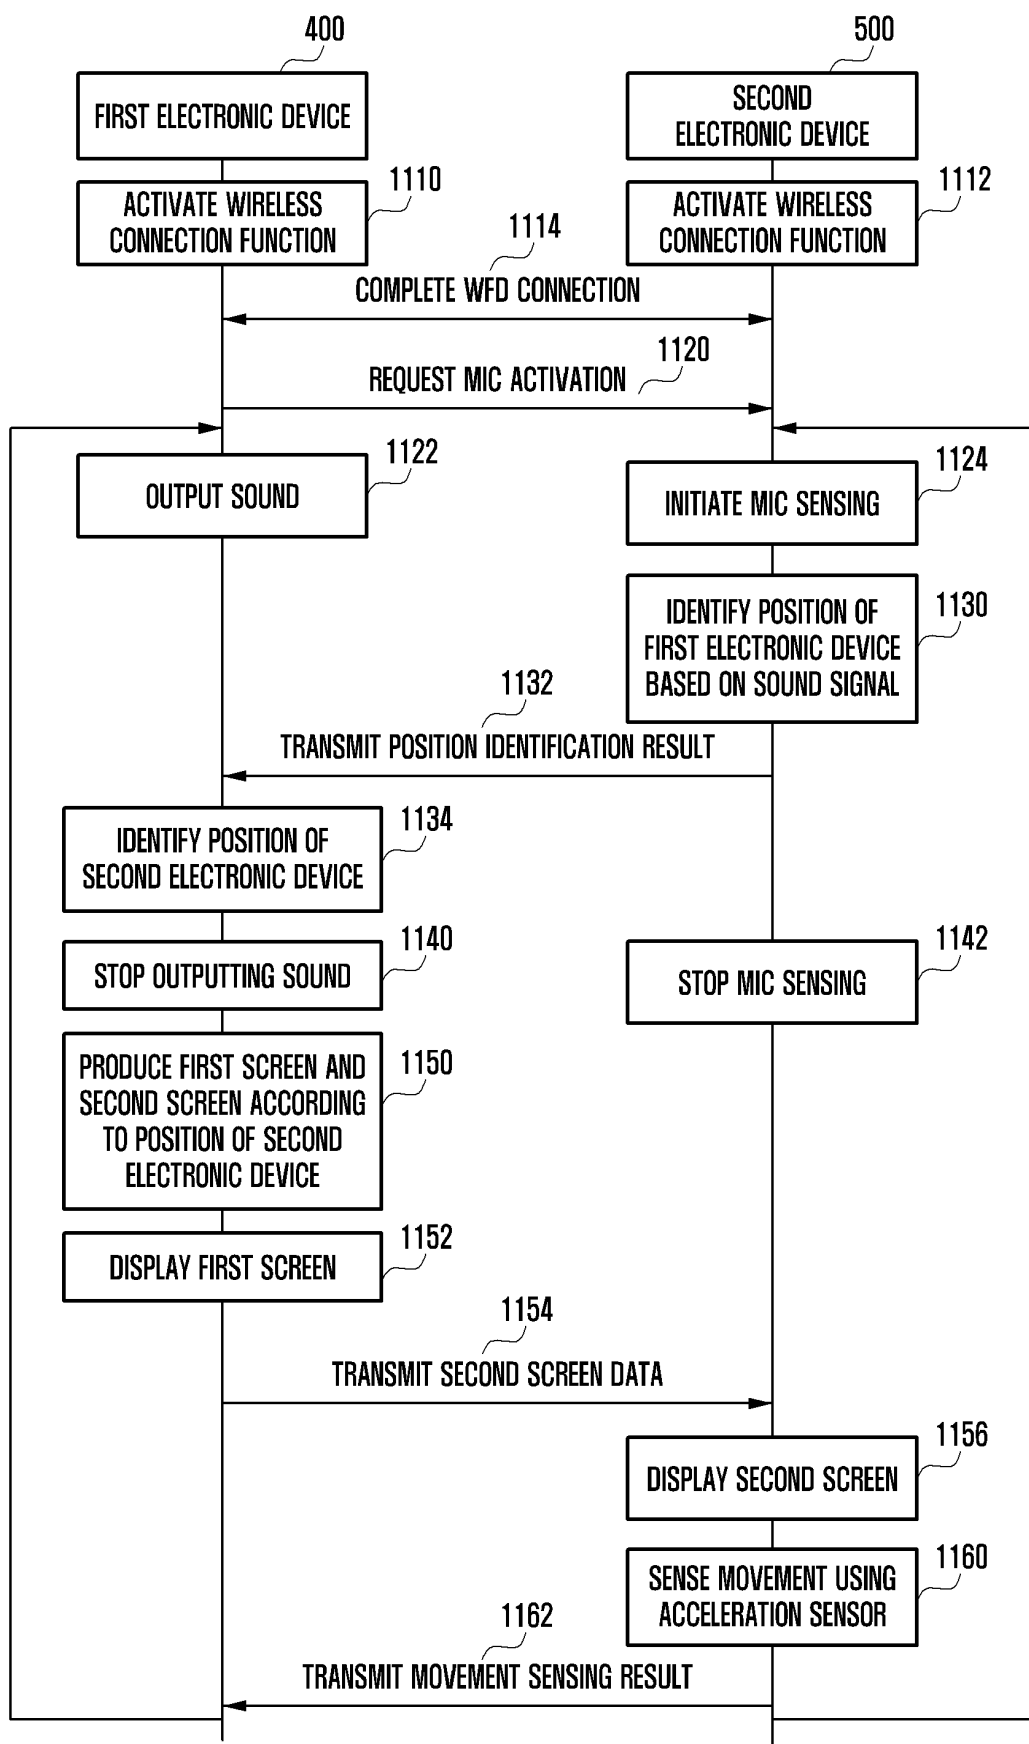 400
500
FIRST ELECTRONIC DEVICE
SECOND
ELECTRONIC DEVICE
1110
1112
ACTIVATE WIRELESS
CONNECTION FUNCTION
ACTIVATE WIRELESS
CONNECTION FUNCTION
1114
COMPLETE WFD CONNECTION
1120
REQUEST MIC ACTIVATION
1122
OUTPUT SOUND
1124
INITIATE MIC SENSING
1130
IDENTIFY POSITION OF
FIRST ELECTRONIC DEVICE
BASED ON SOUND SIGNAL
1132
TRANSMIT POSITION IDENTIFICATION RESULT
1134
IDENTIFY POSITION OF
SECOND ELECTRONIC DEVICE
1140
STOP OUTPUTTING SOUND
1142
STOP MIC SENSING
1150
PRODUCE FIRST SCREEN AND
SECOND SCREEN ACCORDING
TO POSITION OF SECOND
ELECTRONIC DEVICE
1152
DISPLAY FIRST SCREEN
1154
TRANSMIT SECOND SCREEN DATA
1156
DISPLAY SECOND SCREEN
1160
SENSE MOVEMENT USING
ACCELERATION SENSOR
1162
TRANSMIT MOVEMENT SENSING RESULT